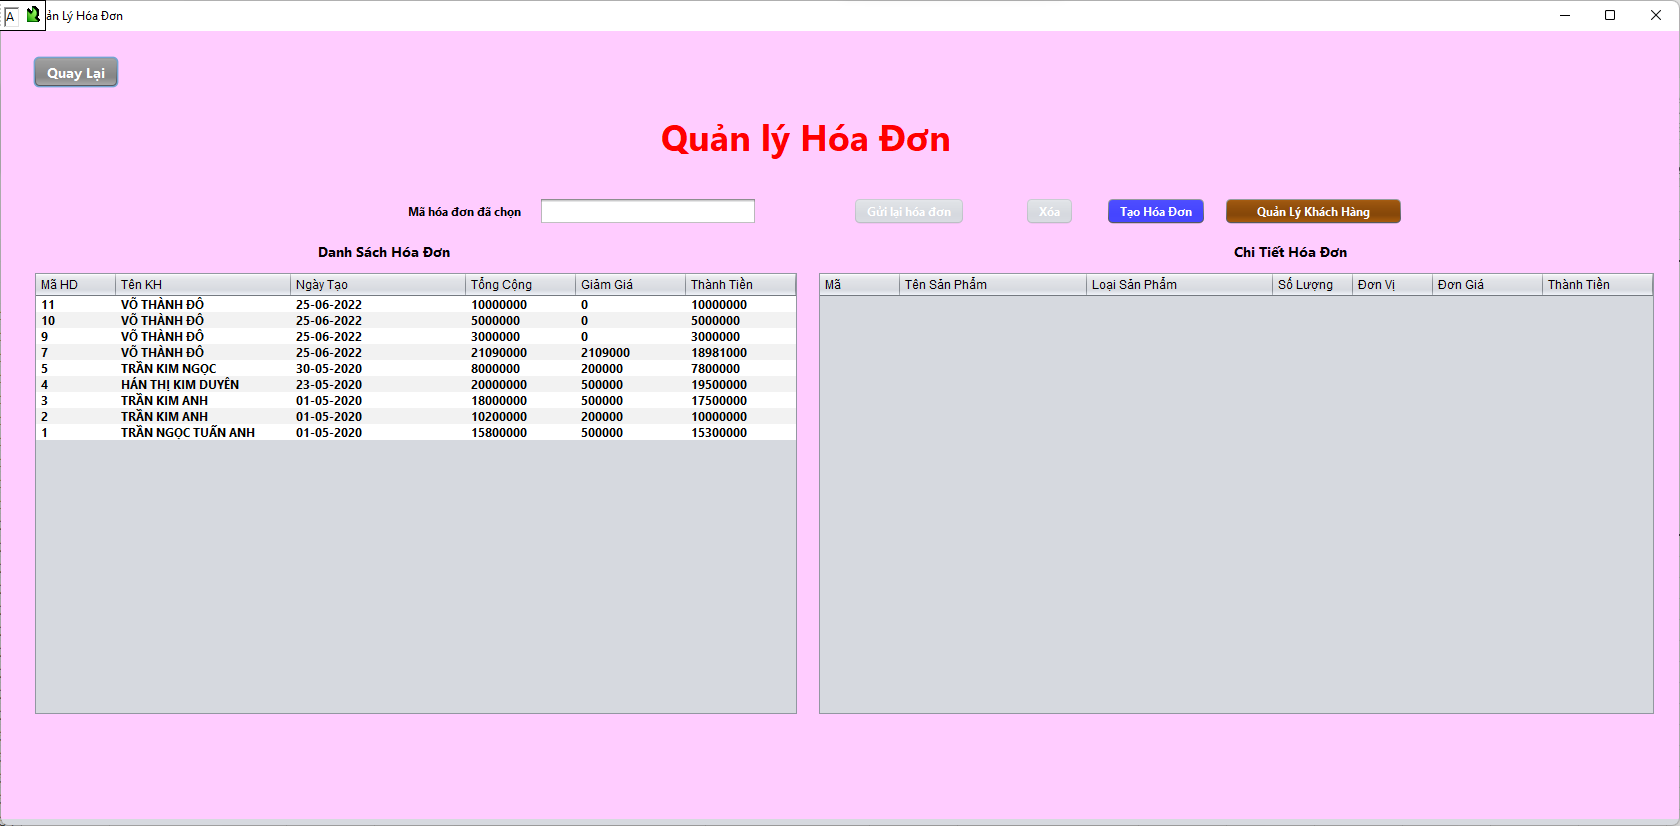 A ản Lý Hóa Đơn
Quay Lại
Quản lý Hóa Đơn
Mã hóa đơn đã chọn Gửi lại hóa đơn Xóa Tạo Hóa Đơn Quản Lý Khách Hàng
Danh Sách Hóa Đơn
Mã HD Tên KH Ngày Tạo Tổng Cộng Giảm Giá Thành Tiền
11 VÕ THÀNH ĐÔ 25-06-2022 10000000 0 10000000
10 VÕ THÀNH ĐÔ 25-06-2022 5000000 0 5000000
9 VÕ THÀNH ĐÔ 25-06-2022 3000000 0 3000000
7 VÕ THÀNH ĐÔ 25-06-2022 21090000 2109000 18981000
5 TRẦN KIM NGỌC 30-05-2020 8000000 200000 7800000
4 HÁN THỊ KIM DUYÊN 23-05-2020 20000000 500000 19500000
3 TRẦN KIM ANH 01-05-2020 18000000 500000 17500000
2 TRẦN KIM ANH 01-05-2020 10200000 200000 10000000
1 TRẦN NGỌC TUẤN ANH 01-05-2020 15800000 500000 15300000
Chi Tiết Hóa Đơn
Mã Tên Sản Phẩm Loại Sản Phẩm Số Lượng Đơn Vị Đơn Giá Thành Tiền